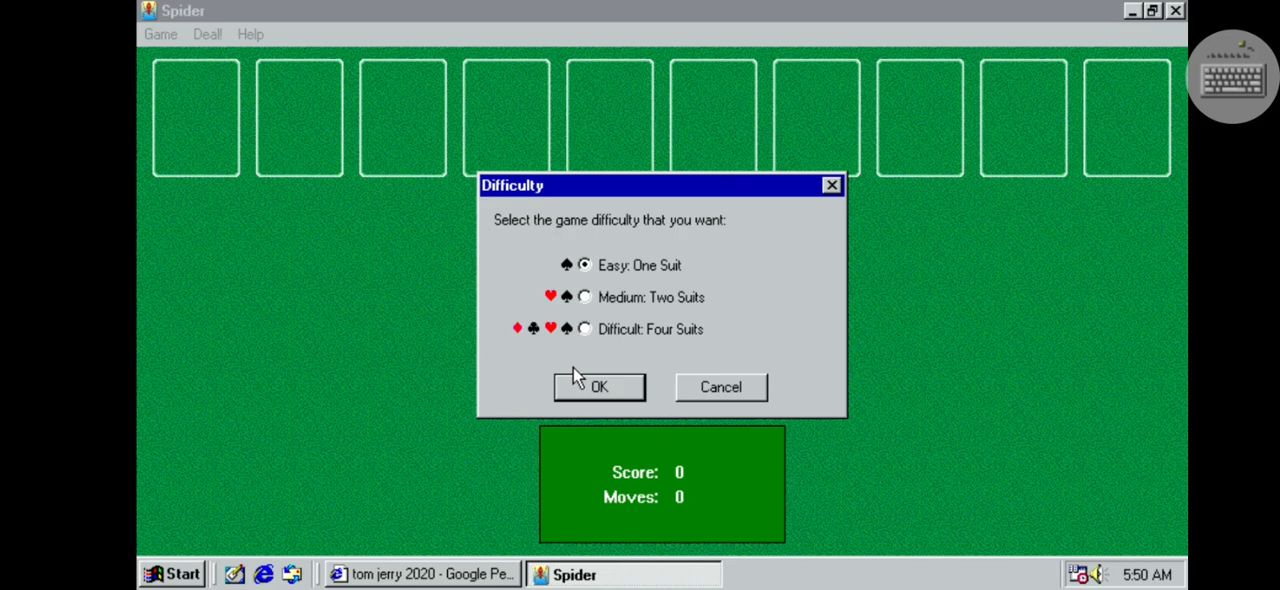 Spider
Game Deal! Help
Difficulty
Select the game difficulty that you want:
Easy: One Suit
Medium: Two Suits
Difficult: Four Suits
OK Cancel
Score: 0
Moves: 0
Start tom jerry 2020 - Google Pe... Spider 5:50 AM